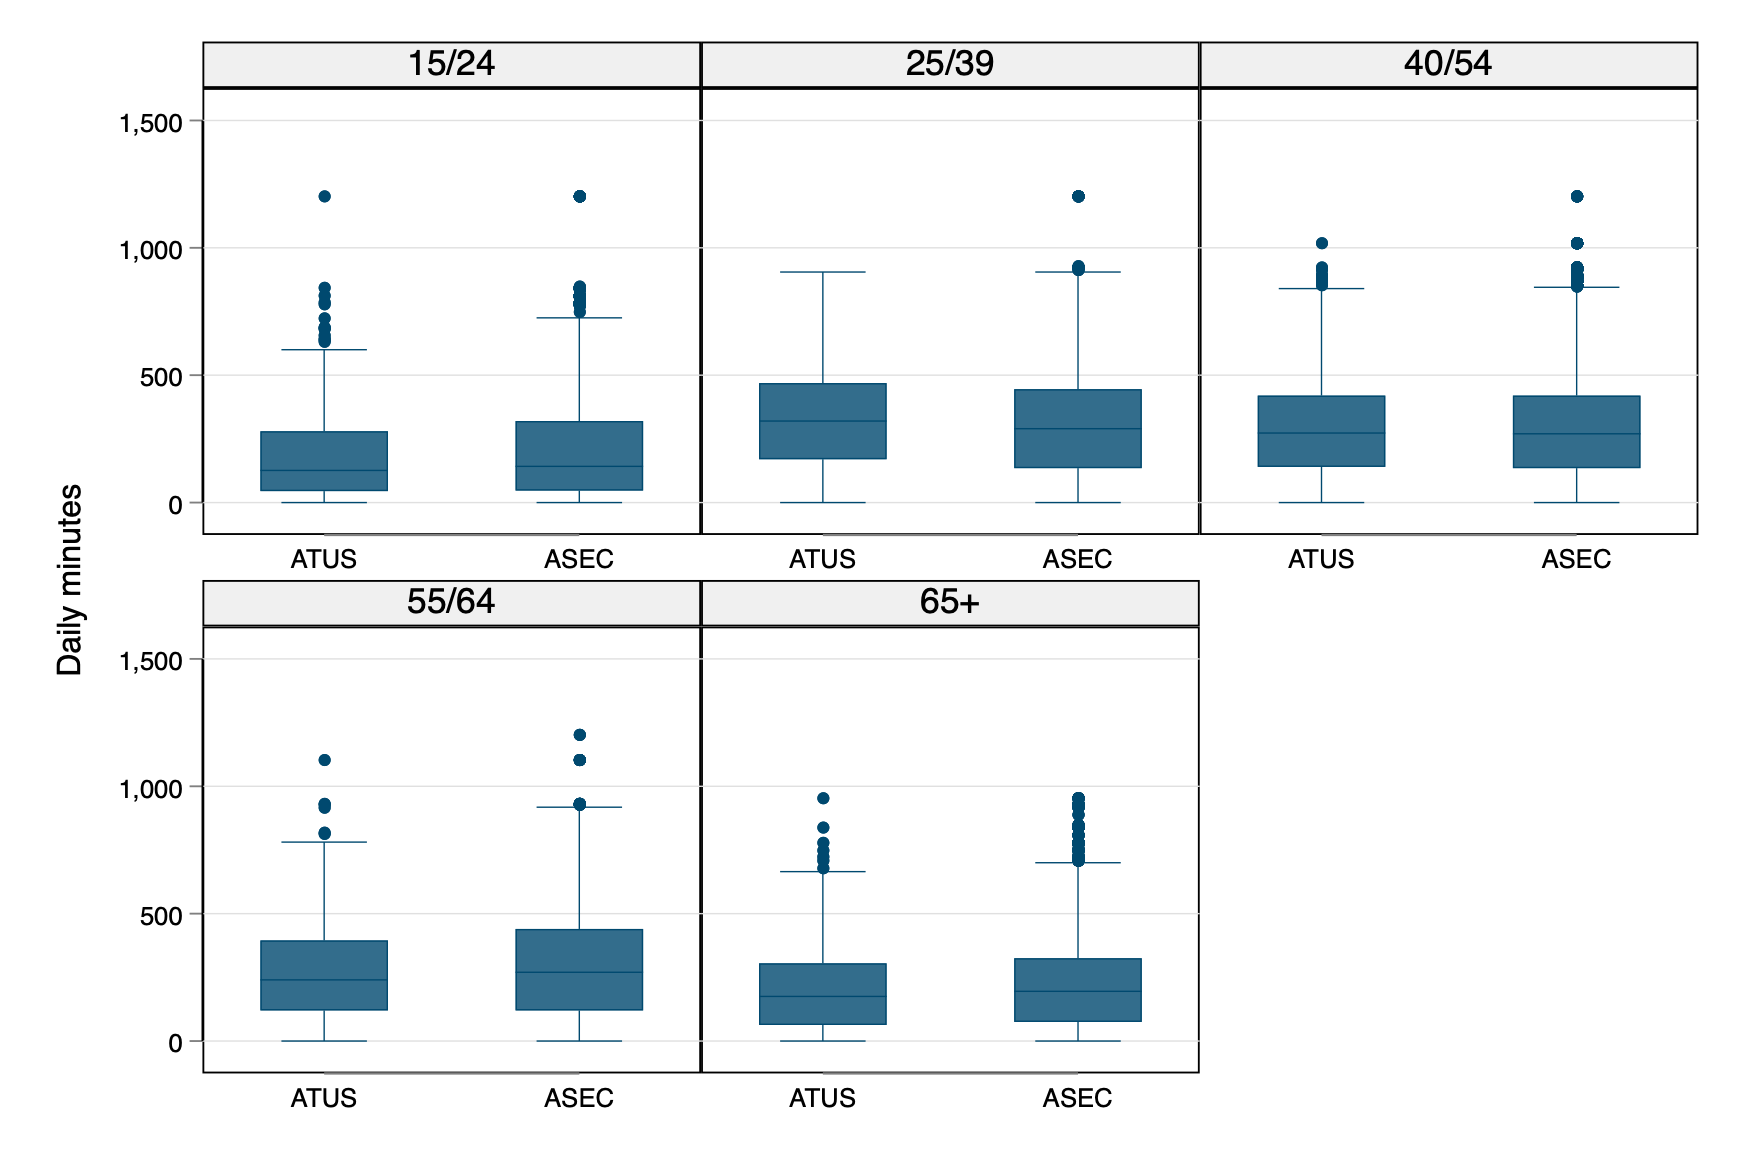 15/24
25/39
40/54
1,500
1,000
500
0
ATUS
ASEC
ATUS
ASEC
ATUS
ASEC
Daily minutes
55/64
65+
1,500
1,000
500
0
ATUS
ASEC
ATUS
ASEC